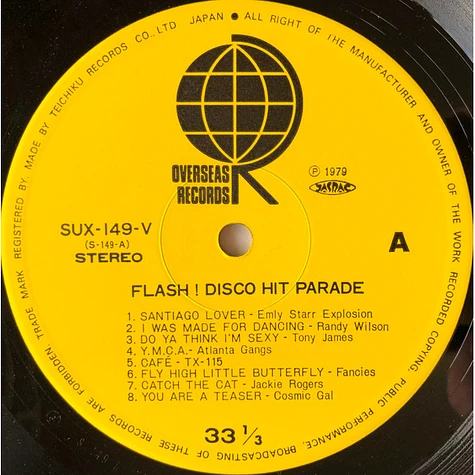 TRADE MARK REGISTERED BY. MADE BY TEICHIKU RECORDS CO., LTD JAPAN • ALL RIGHT OF THE MANUFACTURER AND OWNER OF THE WORK RECORDED COPYING, PUBLIC PERFORMANCE, BROADCASTING OF THESE RECORDS ARE FORBIDDEN.
OVERSEAS
RECORDS
Ⓟ 1979
JASRAC
SUX-149-V
(S-149-A)
STEREO
A
FLASH ! DISCO HIT PARADE
1. SANTIAGO LOVER - Emly Starr Explosion
2. I WAS MADE FOR DANCING - Randy Wilson
3. DO YA THINK I'M SEXY - Tony James
4. Y.M.C.A.- Atlanta Gangs
5. CAFÉ - TX-115
6. FLY HIGH LITTLE BUTTERFLY - Fancies
7. CATCH THE CAT - Jackie Rogers
8. YOU ARE A TEASER - Cosmic Gal
33 1/3